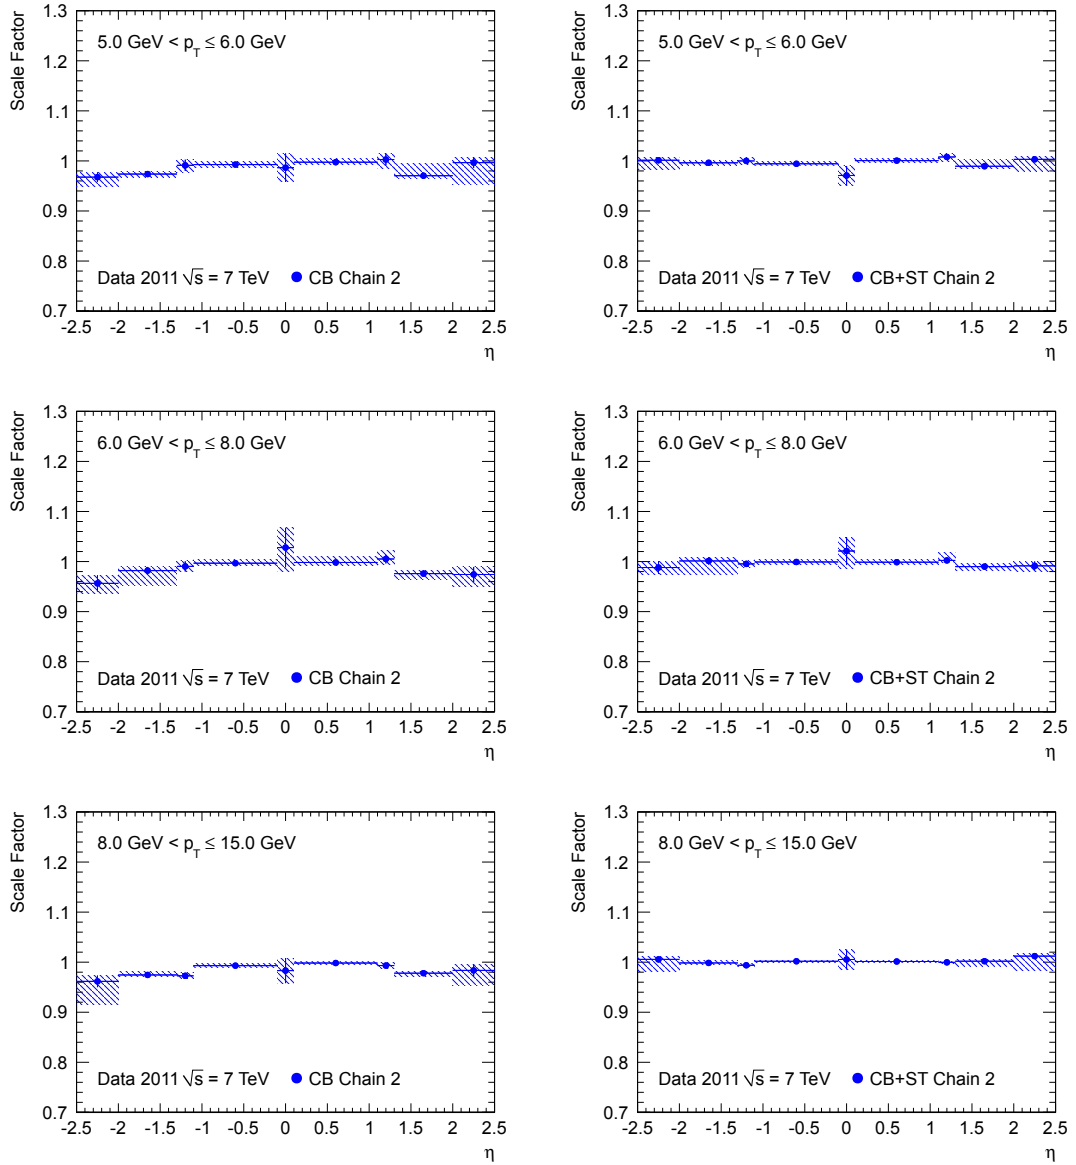 Scale Factor
1.3
1.2
1.1
1
0.9
0.8
0.7
5.0 GeV < p_T ≤ 6.0 GeV
Data 2011 √s = 7 TeV ● CB Chain 2
-2.5 -2 -1.5 -1 -0.5 0 0.5 1 1.5 2 2.5
η
Scale Factor
1.3
1.2
1.1
1
0.9
0.8
0.7
5.0 GeV < p_T ≤ 6.0 GeV
Data 2011 √s = 7 TeV ● CB+ST Chain 2
-2.5 -2 -1.5 -1 -0.5 0 0.5 1 1.5 2 2.5
η
Scale Factor
1.3
1.2
1.1
1
0.9
0.8
0.7
6.0 GeV < p_T ≤ 8.0 GeV
Data 2011 √s = 7 TeV ● CB Chain 2
-2.5 -2 -1.5 -1 -0.5 0 0.5 1 1.5 2 2.5
η
Scale Factor
1.3
1.2
1.1
1
0.9
0.8
0.7
6.0 GeV < p_T ≤ 8.0 GeV
Data 2011 √s = 7 TeV ● CB+ST Chain 2
-2.5 -2 -1.5 -1 -0.5 0 0.5 1 1.5 2 2.5
η
Scale Factor
1.3
1.2
1.1
1
0.9
0.8
0.7
8.0 GeV < p_T ≤ 15.0 GeV
Data 2011 √s = 7 TeV ● CB Chain 2
-2.5 -2 -1.5 -1 -0.5 0 0.5 1 1.5 2 2.5
η
Scale Factor
1.3
1.2
1.1
1
0.9
0.8
0.7
8.0 GeV < p_T ≤ 15.0 GeV
Data 2011 √s = 7 TeV ● CB+ST Chain 2
-2.5 -2 -1.5 -1 -0.5 0 0.5 1 1.5 2 2.5
η